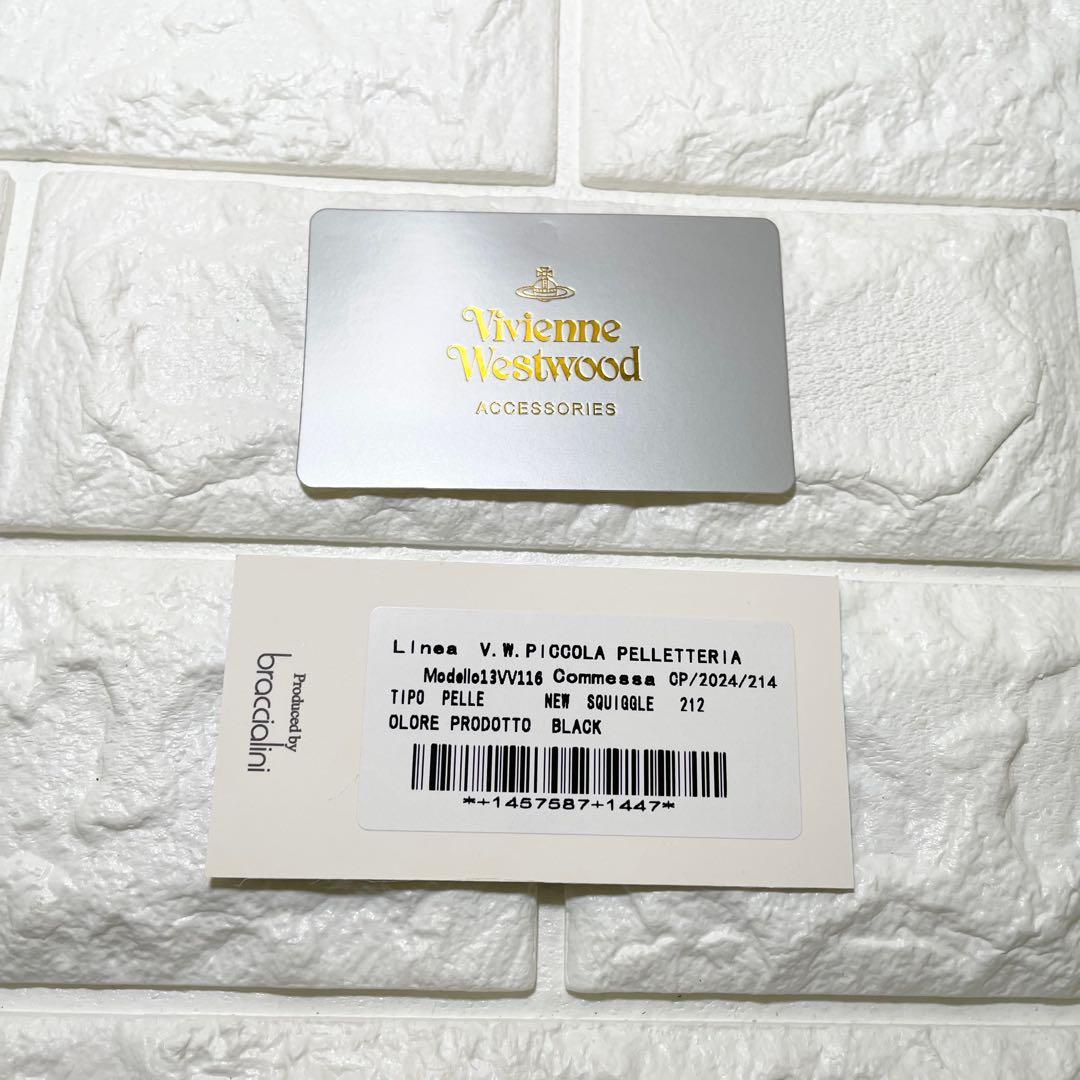 Vivienne
Westwood
ACCESSORIES
Produced by
braccialini
Linea V.W.PICCOLA PELLETTERIA
Modello13VV116 Commessa CP/2024/214
TIPO PELLE NEW SQUIGGLE 212
OLORE PRODOTTO BLACK
*+1457587+1447*